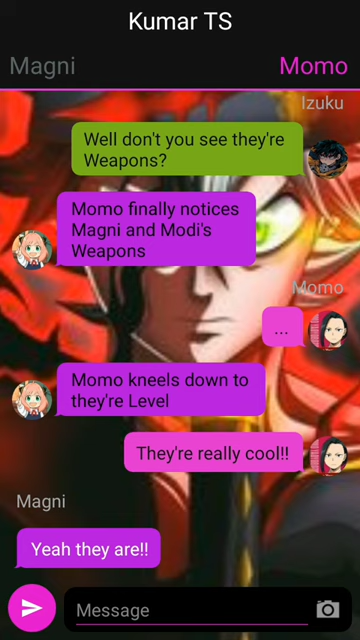 Kumar TS
Magni
Momo
Izuku
Well don't you see they're
Weapons?
Momo finally notices
Magni and Modi's
Weapons
Momo
...
Momo kneels down to
they're Level
They're really cool!!
Magni
Yeah they are!!
Message